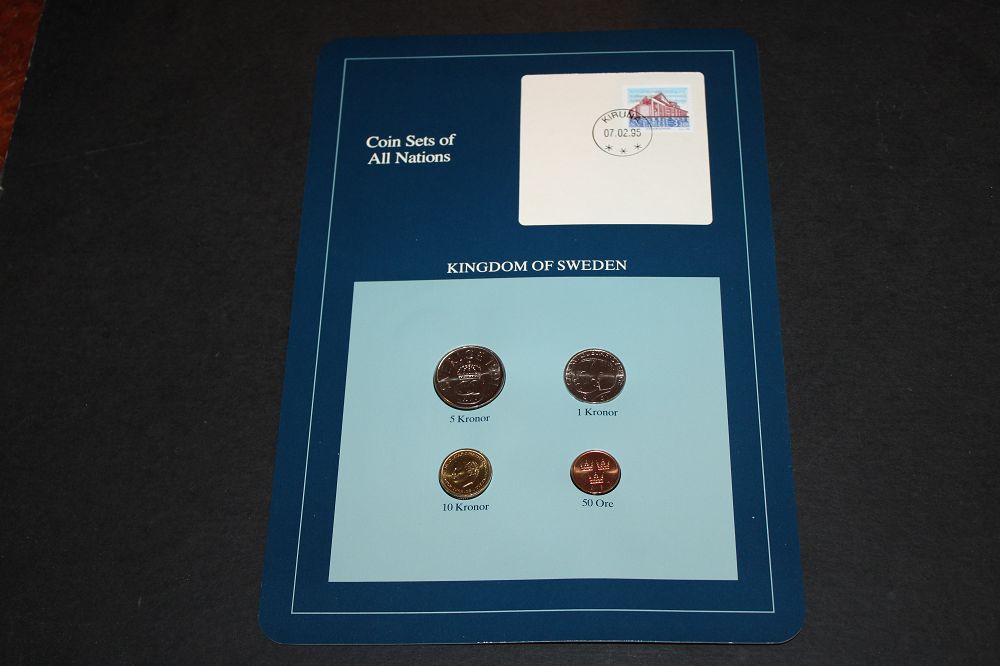 Coin Sets of
All Nations
07.02.95
KINGDOM OF SWEDEN
5 Kronor
1 Kronor
10 Kronor
50 Ore